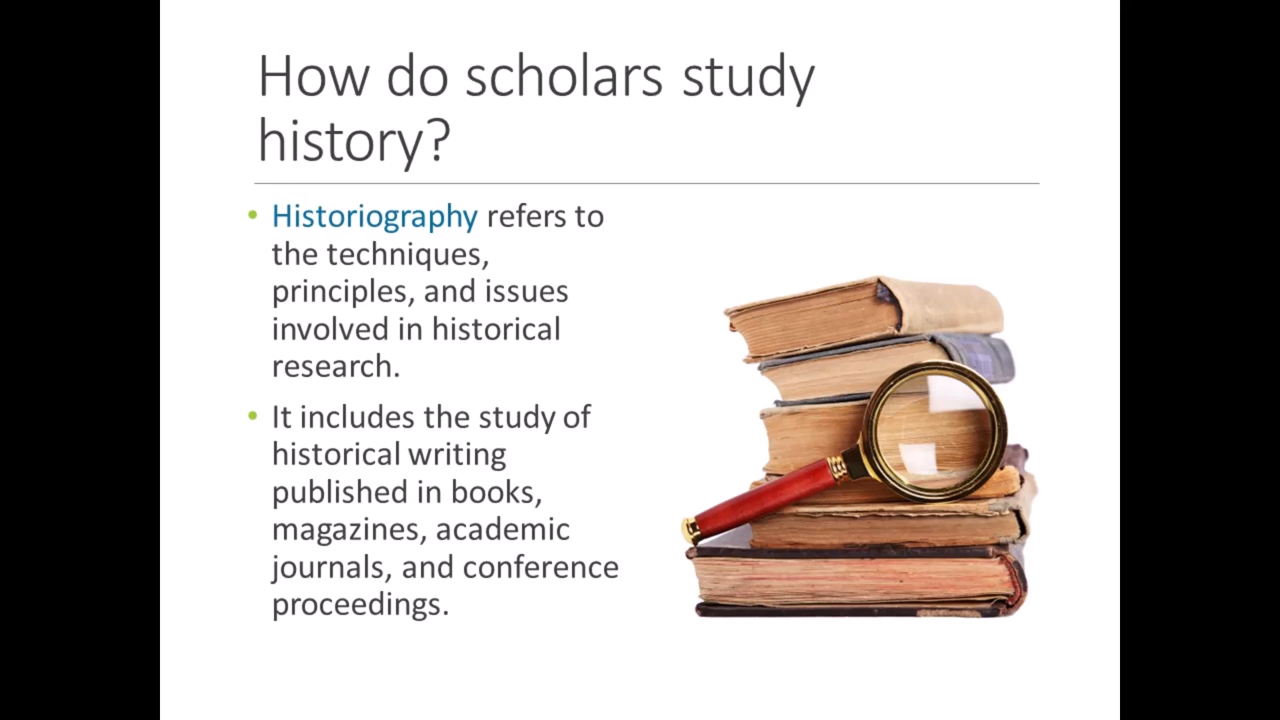 How do scholars study
history?
• Historiography refers to
the techniques,
principles, and issues
involved in historical
research.
• It includes the study of
historical writing
published in books,
magazines, academic
journals, and conference
proceedings.